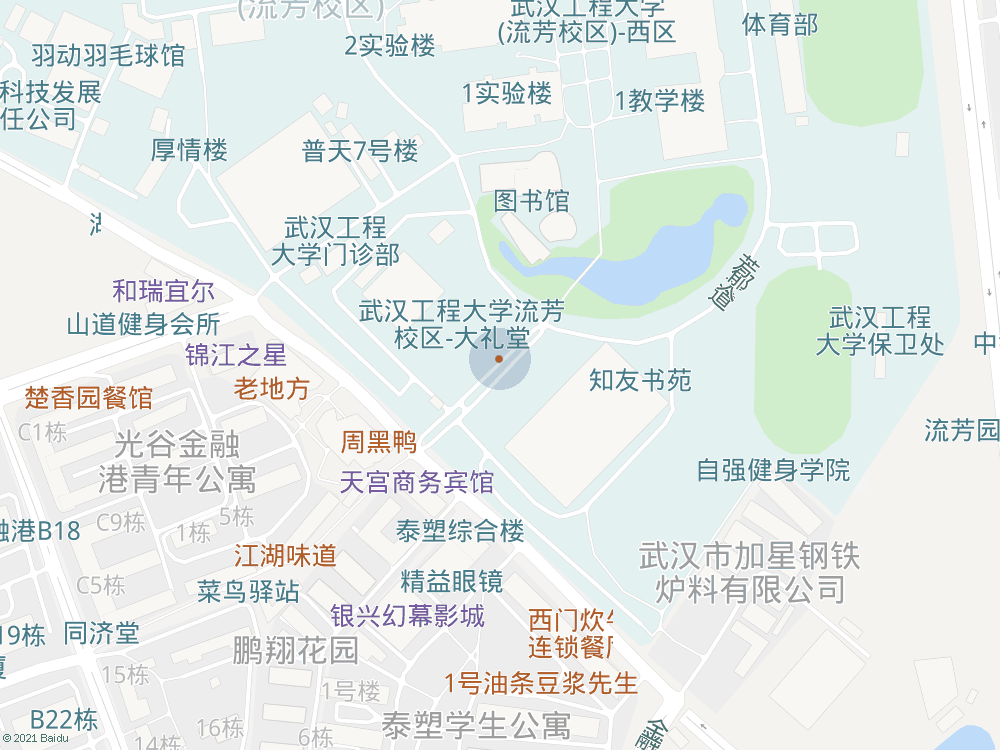 (流芳校区)
武汉工程大学
(流芳校区)-西区
体育部
2实验楼
羽动羽毛球馆
科技发展
任公司
1实验楼
1教学楼
厚情楼
普天7号楼
图书馆
武汉工程
大学门诊部
和瑞宜尔
山道健身会所
武汉工程大学流芳
校区-大礼堂
武汉工程
大学保卫处
锦江之星
老地方
知友书苑
楚香园餐馆
C1栋
光谷金融
港青年公寓
周黑鸭
流芳园
天宫商务宾馆
自强健身学院
C9栋
5栋
1栋
融港B18
泰塑综合楼
江湖味道
武汉市加星钢铁
炉料有限公司
C5栋
菜鸟驿站
精益眼镜
银兴幻幕影城
西门炊
连锁餐厅
19栋
同济堂
鹏翔花园
15栋
1号楼
1号油条豆浆先生
B22栋
16栋
6栋
14栋
泰塑学生公寓
金融
© 2021 Baidu